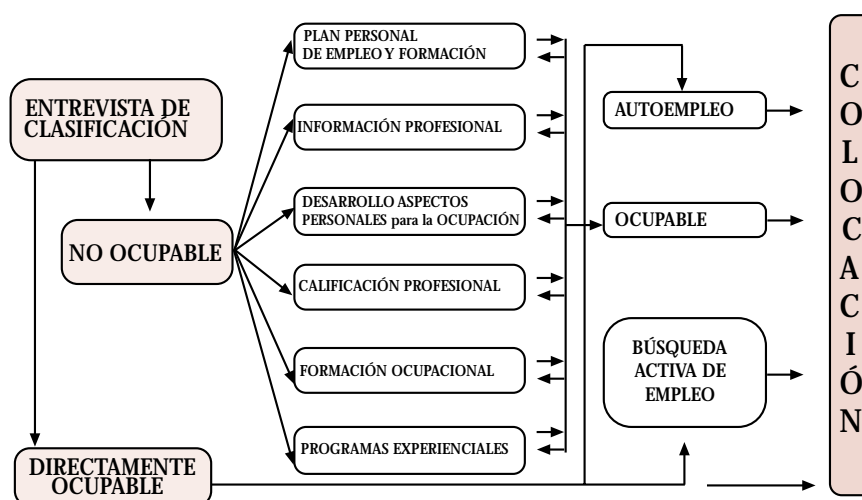 ENTREVISTA DE
CLASIFICACIÓN
NO OCUPABLE
DIRECTAMENTE
OCUPABLE
PLAN PERSONAL
DE EMPLEO Y FORMACIÓN
INFORMACIÓN PROFESIONAL
DESARROLLO ASPECTOS
PERSONALES para la OCUPACIÓN
CALIFICACIÓN PROFESIONAL
FORMACIÓN OCUPACIONAL
PROGRAMAS EXPERIENCIALES
AUTOEMPLEO
OCUPABLE
BÚSQUEDA
ACTIVA DE
EMPLEO
COLOCACIÓN